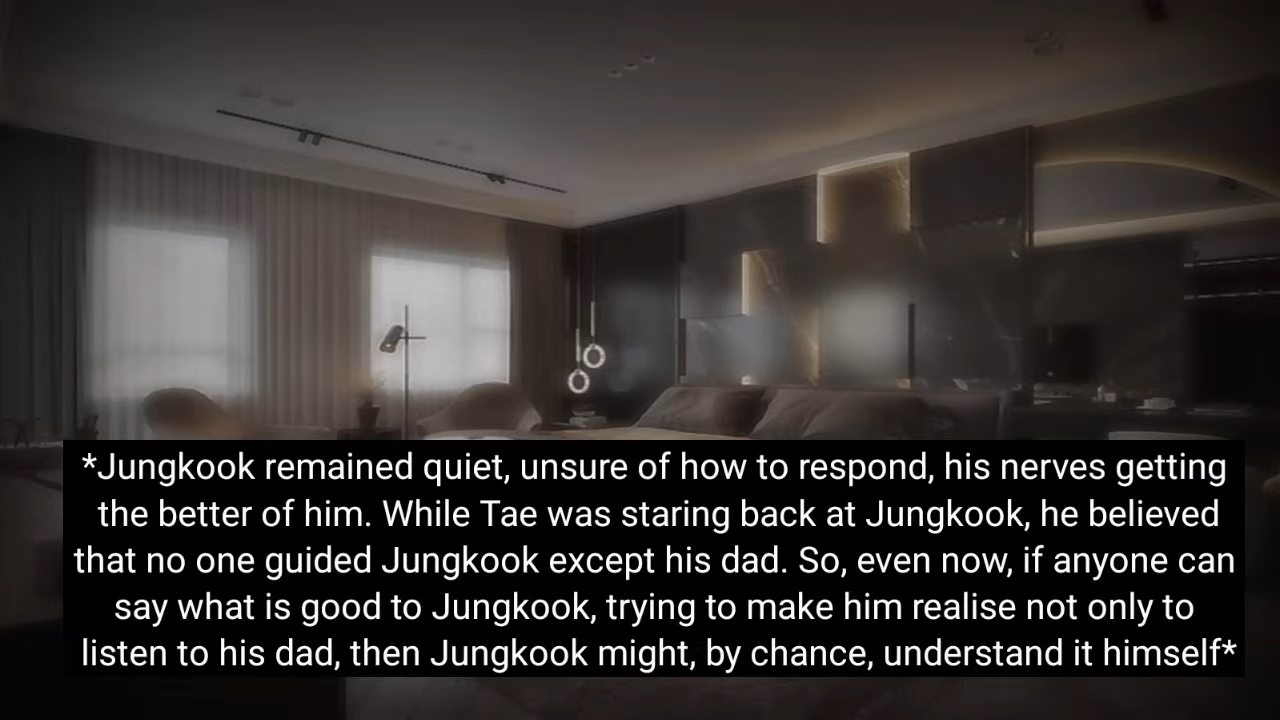 *Jungkook remained quiet, unsure of how to respond, his nerves getting
the better of him. While Tae was staring back at Jungkook, he believed
that no one guided Jungkook except his dad. So, even now, if anyone can
say what is good to Jungkook, trying to make him realise not only to
listen to his dad, then Jungkook might, by chance, understand it himself*